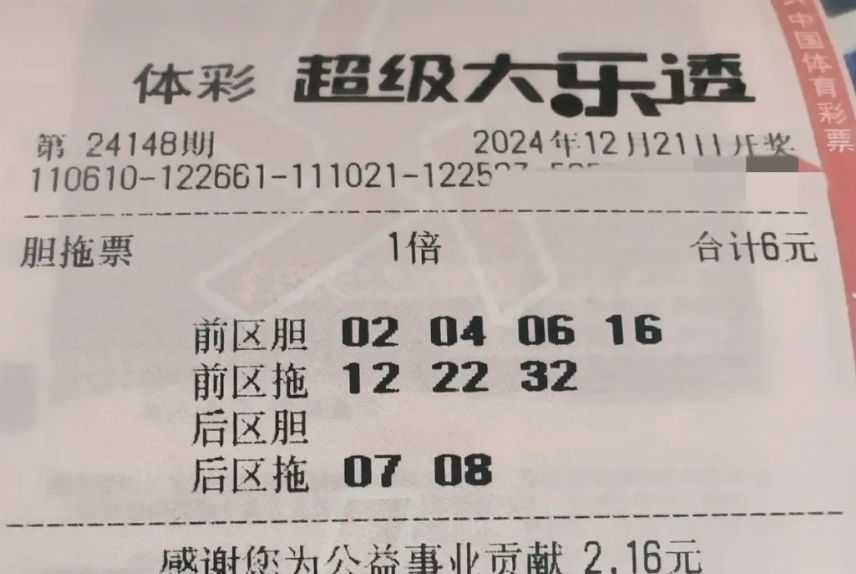 中国体育彩票
体彩 超级大乐透
第 24148期 2024年12月21日开奖
110610-122661-111021-1225
胆拖票 1倍 合计6元
前区胆 02 04 06 16
前区拖 12 22 32
后区胆
后区拖 07 08
感谢您为公益事业贡献 2.16元